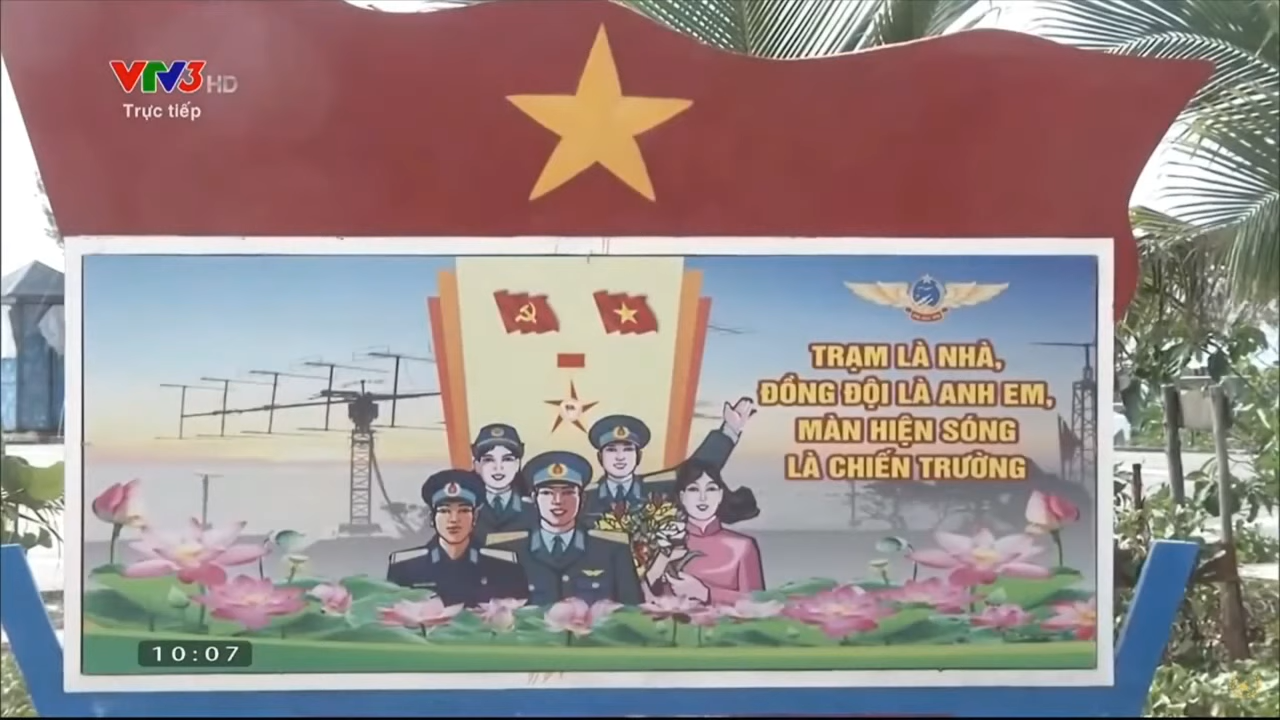 VTV3 HD
Trực tiếp
TRẠM LÀ NHÀ,
ĐỒNG ĐỘI LÀ ANH EM,
MÀN HIỆN SÓNG
LÀ CHIẾN TRƯỜNG
10:07